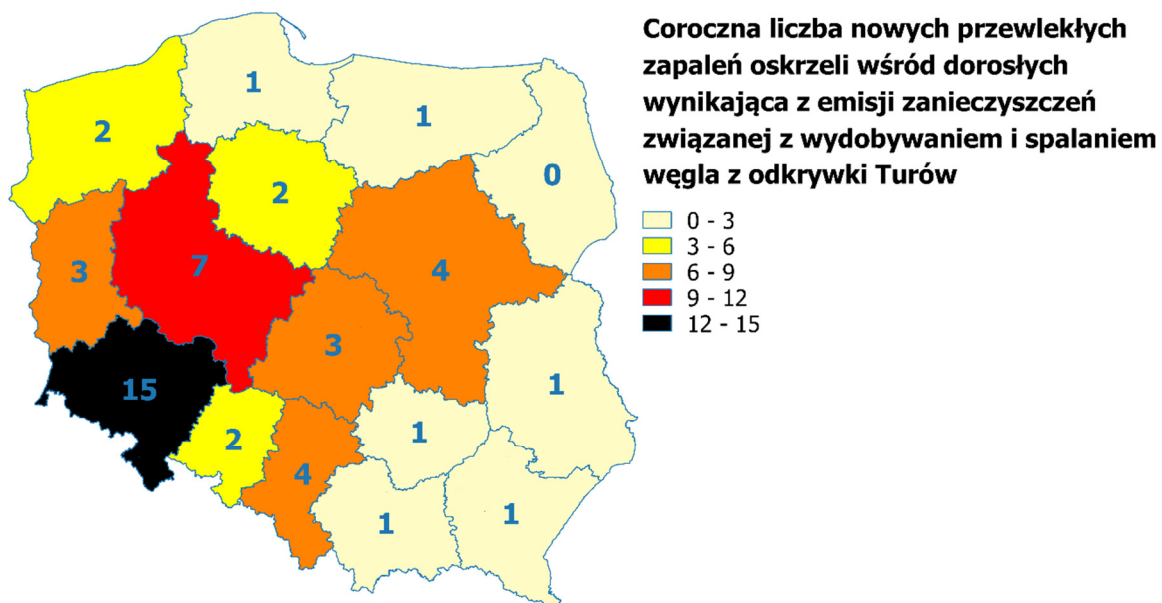 Coroczna liczba nowych przewlekłych
zapaleń oskrzeli wśród dorosłych
wynikająca z emisji zanieczyszczeń
związanej z wydobywaniem i spalaniem
węgla z odkrywki Turów
0 - 3
3 - 6
6 - 9
9 - 12
12 - 15
1
1
2
0
2
7
3
4
3
15
1
2
1
4
1
1